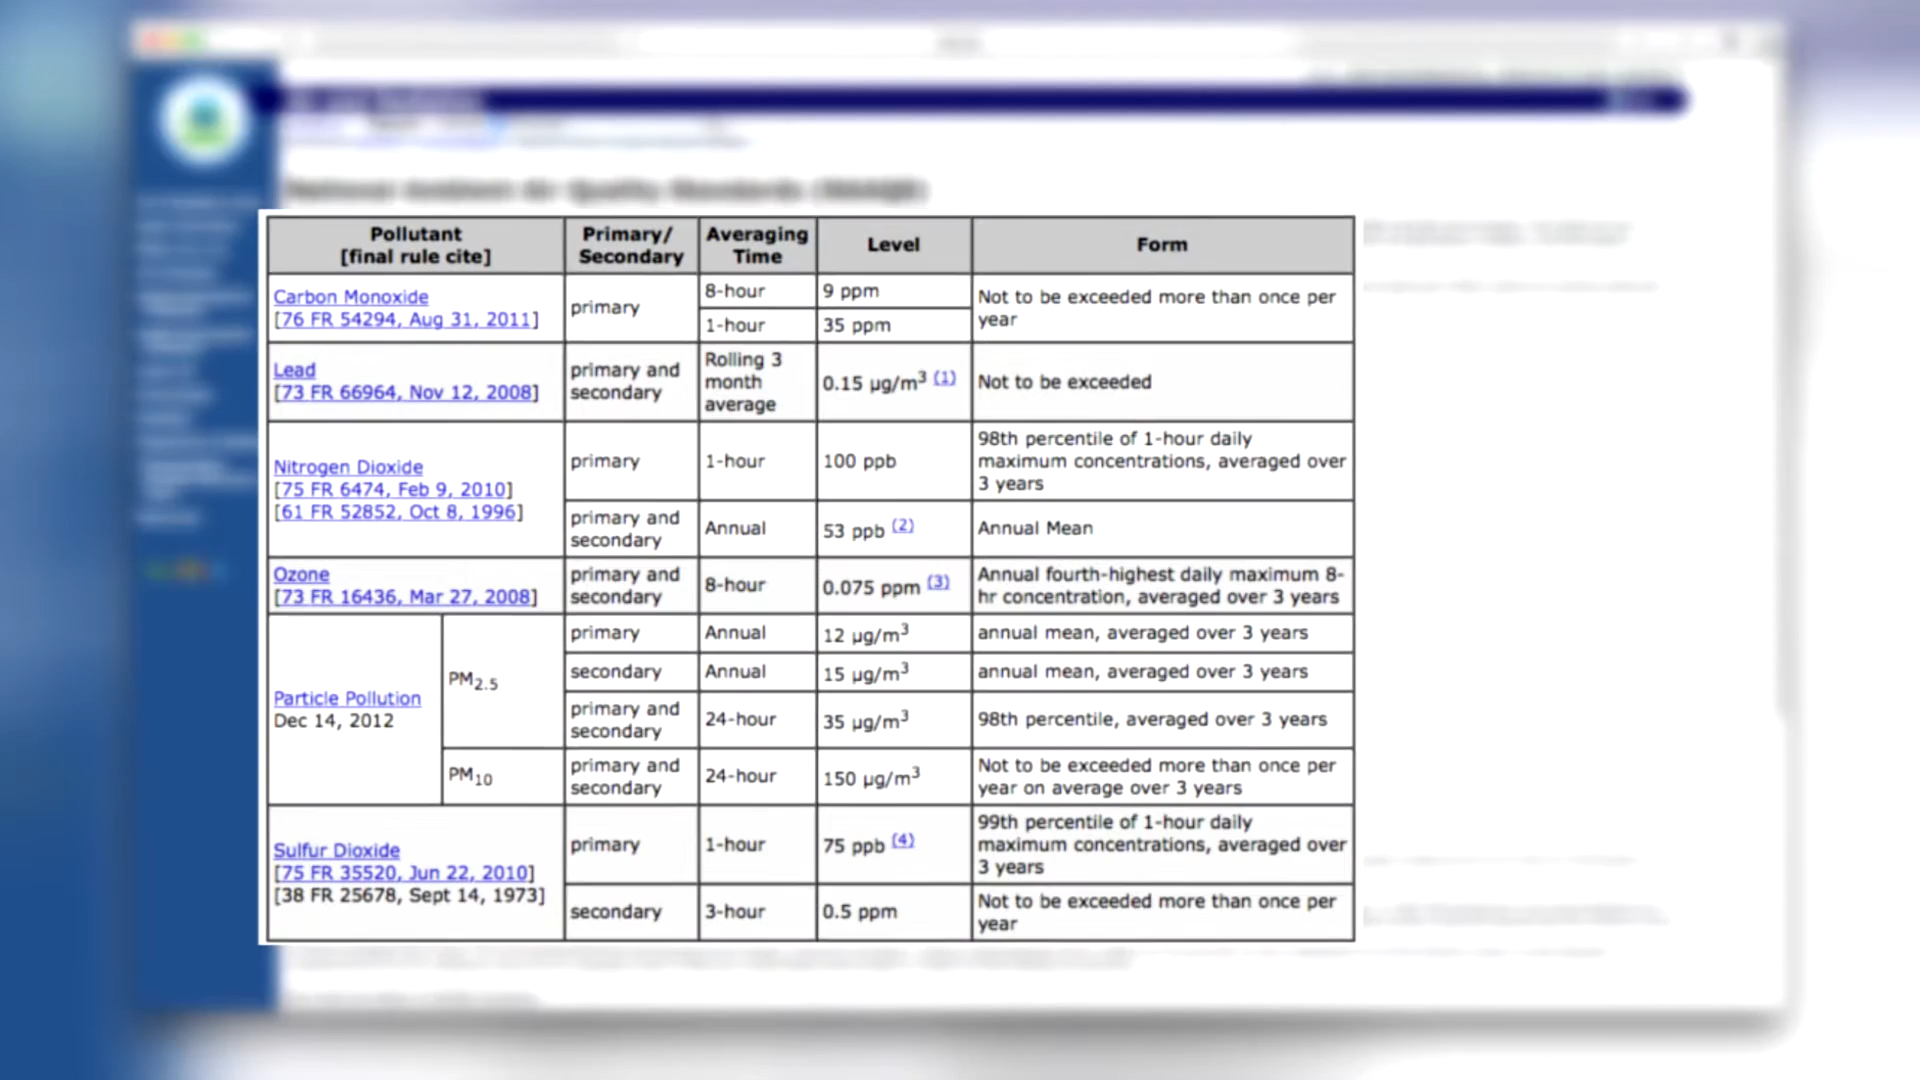 National Ambient Air Quality Standards (NAAQS)
Pollutant
[final rule cite]
Primary/
Secondary
Averaging
Time
Level
Form
Carbon Monoxide
[76 FR 54294, Aug 31, 2011]
primary
8-hour
9 ppm
Not to be exceeded more than once per
year
1-hour
35 ppm
Lead
[73 FR 66964, Nov 12, 2008]
primary and
secondary
Rolling 3
month
average
0.15 μg/m³ (1)
Not to be exceeded
Nitrogen Dioxide
[75 FR 6474, Feb 9, 2010]
[61 FR 52852, Oct 8, 1996]
primary
1-hour
100 ppb
98th percentile of 1-hour daily
maximum concentrations, averaged over
3 years
primary and
secondary
Annual
53 ppb (2)
Annual Mean
Ozone
[73 FR 16436, Mar 27, 2008]
primary and
secondary
8-hour
0.075 ppm (3)
Annual fourth-highest daily maximum 8-
hr concentration, averaged over 3 years
Particle Pollution
Dec 14, 2012
PM2.5
primary
Annual
12 μg/m³
annual mean, averaged over 3 years
secondary
Annual
15 μg/m³
annual mean, averaged over 3 years
primary and
secondary
24-hour
35 μg/m³
98th percentile, averaged over 3 years
PM10
primary and
secondary
24-hour
150 μg/m³
Not to be exceeded more than once per
year on average over 3 years
Sulfur Dioxide
[75 FR 35520, Jun 22, 2010]
[38 FR 25678, Sept 14, 1973]
primary
1-hour
75 ppb (4)
99th percentile of 1-hour daily
maximum concentrations, averaged over
3 years
secondary
3-hour
0.5 ppm
Not to be exceeded more than once per
year